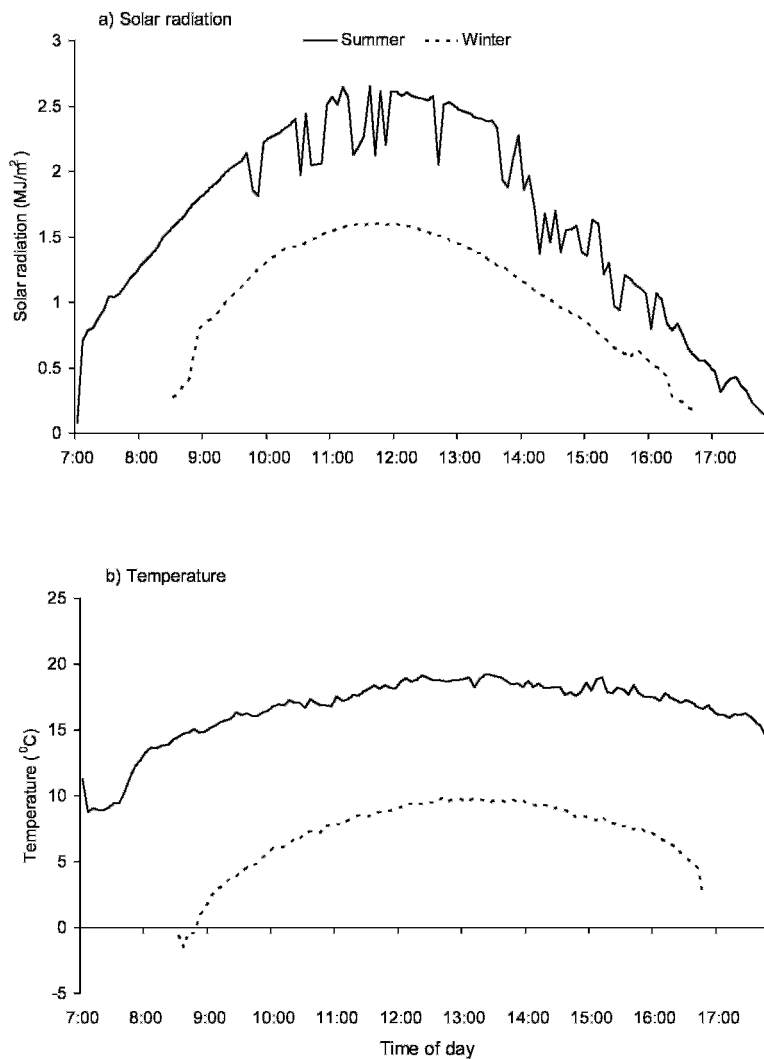 a) Solar radiation
Summer
Winter
Solar radiation (MJ/m²)
3
2.5
2
1.5
1
0.5
0
7:00 8:00 9:00 10:00 11:00 12:00 13:00 14:00 15:00 16:00 17:00
b) Temperature
Temperature (⁰C)
25
20
15
10
5
0
-5
7:00 8:00 9:00 10:00 11:00 12:00 13:00 14:00 15:00 16:00 17:00
Time of day